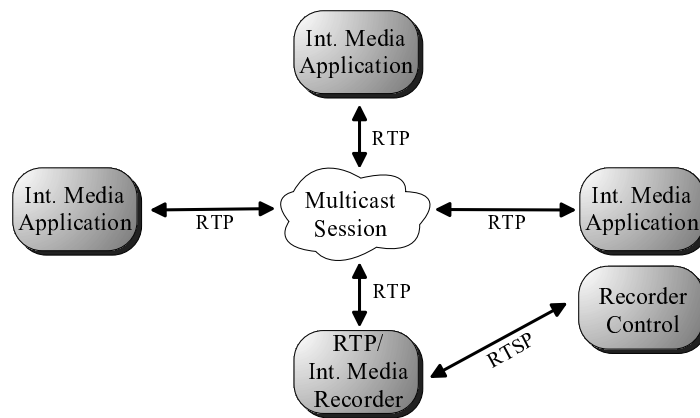 Int. Media
Application
RTP
Int. Media
Application
RTP
Multicast
Session
RTP
Int. Media
Application
RTP
Recorder
Control
RTP/
Int. Media
Recorder
RTSP